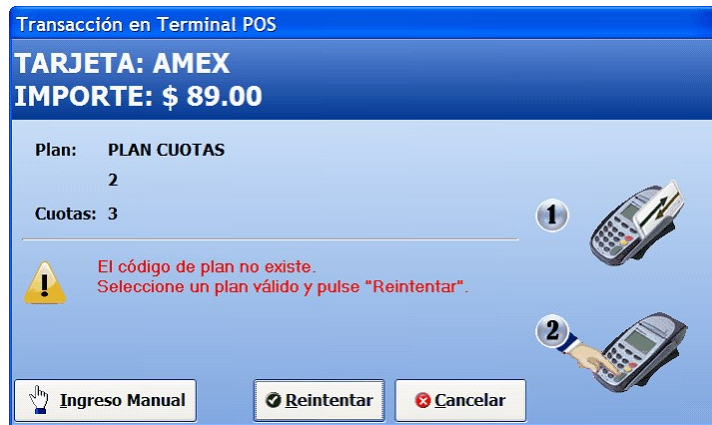 Transacción en Terminal POS
TARJETA: AMEX
IMPORTE: $ 89.00
Plan: PLAN CUOTAS
2
Cuotas: 3
El código de plan no existe.
Seleccione un plan válido y pulse "Reintentar".
1
2
Ingreso Manual
Reintentar
Cancelar